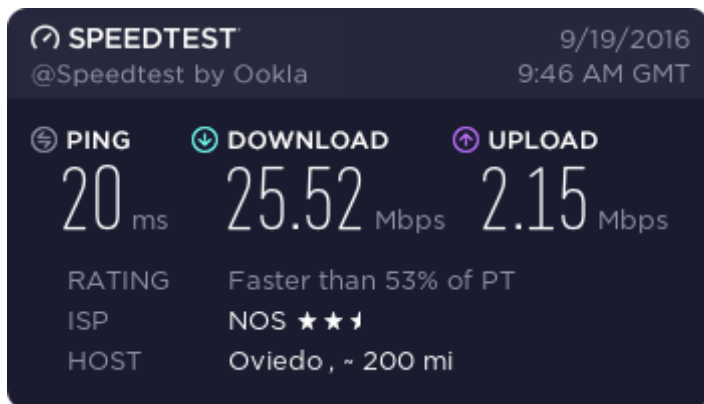 SPEEDTEST 9/19/2016
@Speedtest by Ookla 9:46 AM GMT
PING DOWNLOAD UPLOAD
20 ms 25.52 Mbps 2.15 Mbps
RATING Faster than 53% of PT
ISP NOS ★★⯨
HOST Oviedo , ~ 200 mi